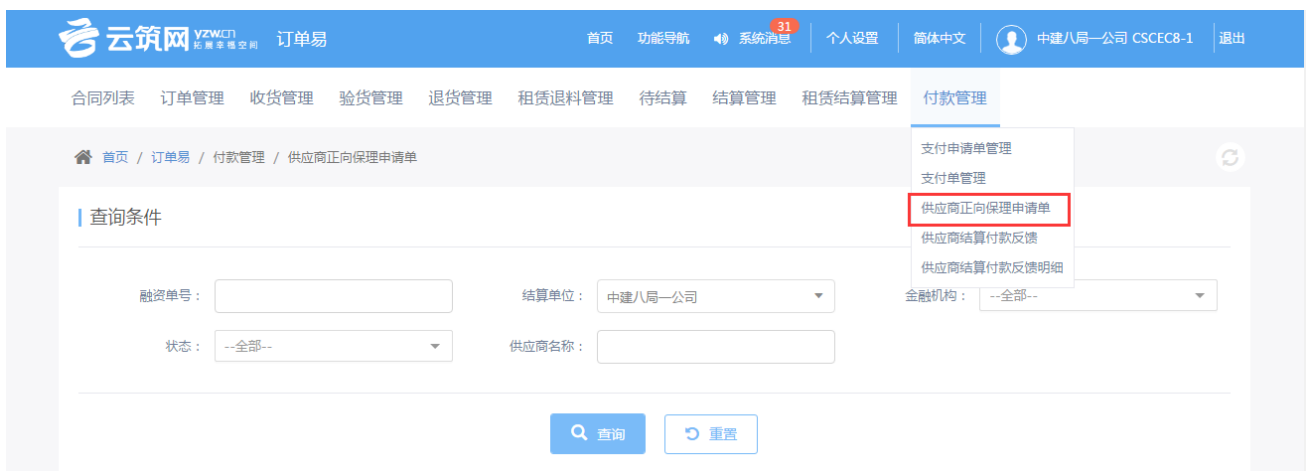 云筑网 yzw.cn 拓展幸福空间 订单易 首页 功能导航 系统消息 31 个人设置 简体中文 中建八局一公司 CSCEC8-1 退出
合同列表 订单管理 收货管理 验货管理 退货管理 租赁退料管理 待结算 结算管理 租赁结算管理 付款管理
支付申请单管理
支付单管理
供应商正向保理申请单
供应商结算付款反馈
供应商结算付款反馈明细
首页 / 订单易 / 付款管理 / 供应商正向保理申请单
查询条件
融资单号： 结算单位： 中建八局一公司 金融机构： --全部--
状态： --全部-- 供应商名称：
查询 重置